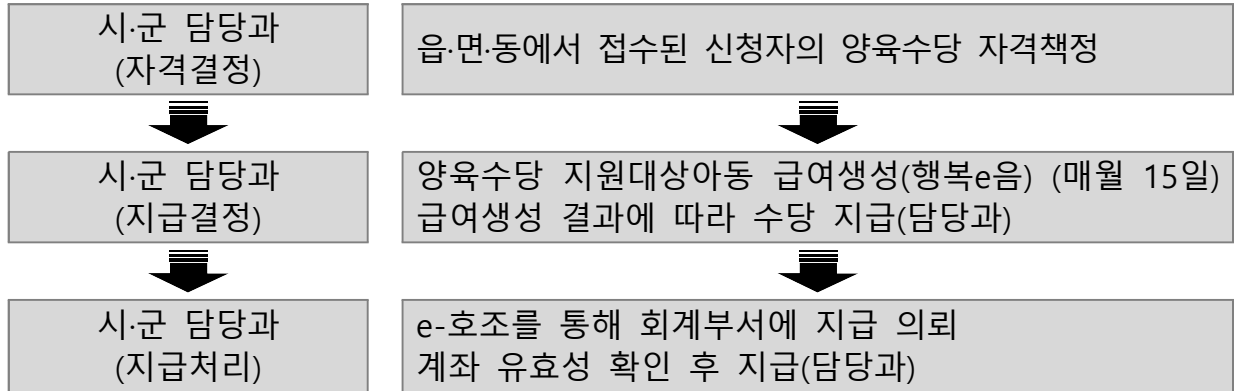 시·군 담당과
(자격결정)
읍·면·동에서 접수된 신청자의 양육수당 자격책정
시·군 담당과
(지급결정)
양육수당 지원대상아동 급여생성(행복e음) (매월 15일)
급여생성 결과에 따라 수당 지급(담당과)
시·군 담당과
(지급처리)
e-호조를 통해 회계부서에 지급 의뢰
계좌 유효성 확인 후 지급(담당과)